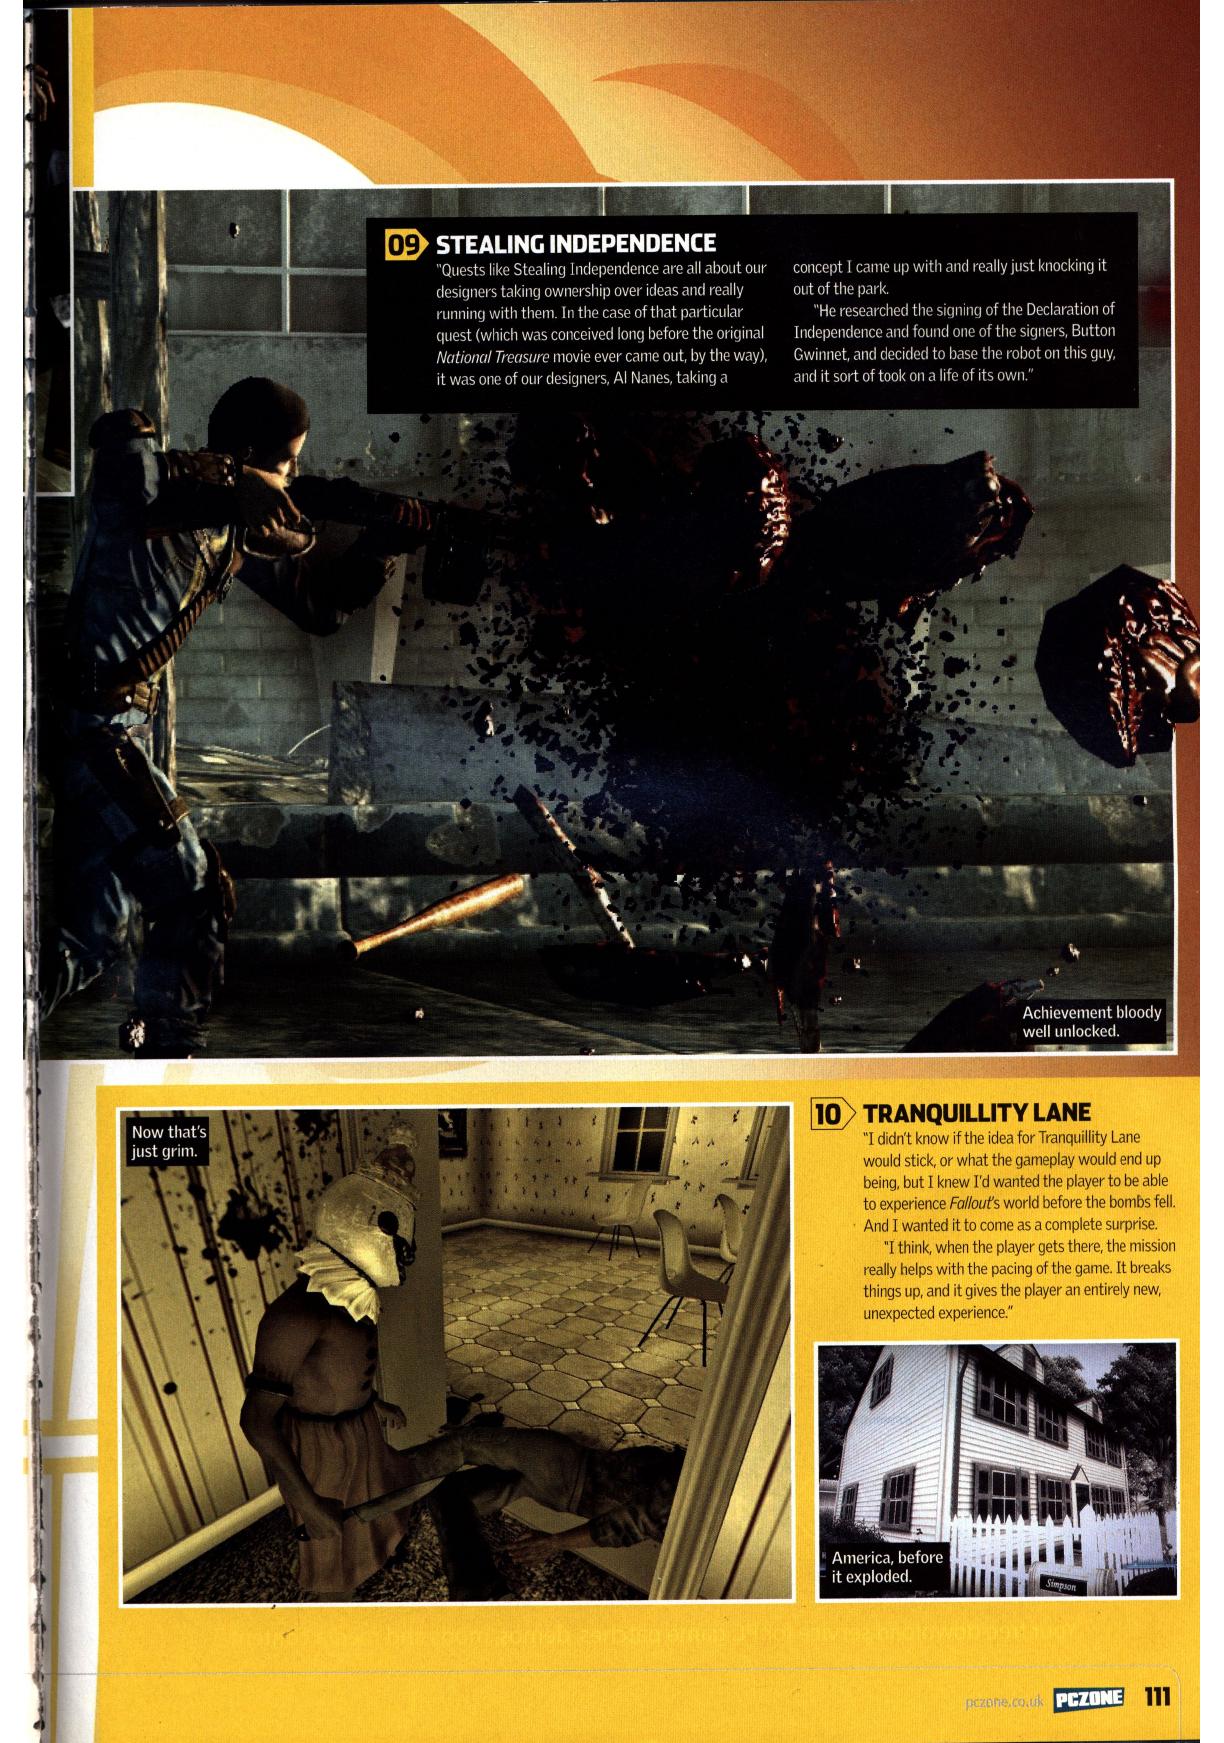 09 STEALING INDEPENDENCE
"Quests like Stealing Independence are all about our
designers taking ownership over ideas and really
running with them. In the case of that particular
quest (which was conceived long before the original
National Treasure movie ever came out, by the way),
it was one of our designers, Al Nanes, taking a
concept I came up with and really just knocking it
out of the park.
"He researched the signing of the Declaration of
Independence and found one of the signers, Button
Gwinnet, and decided to base the robot on this guy,
and it sort of took on a life of its own."
Achievement bloody
well unlocked.
Now that's
just grim.
10 TRANQUILLITY LANE
"I didn't know if the idea for Tranquillity Lane
would stick, or what the gameplay would end up
being, but I knew I'd wanted the player to be able
to experience Fallout's world before the bombs fell.
And I wanted it to come as a complete surprise.
"I think, when the player gets there, the mission
really helps with the pacing of the game. It breaks
things up, and it gives the player an entirely new,
unexpected experience."
America, before
it exploded.
Simpson
pczone.co.uk PCZONE 111